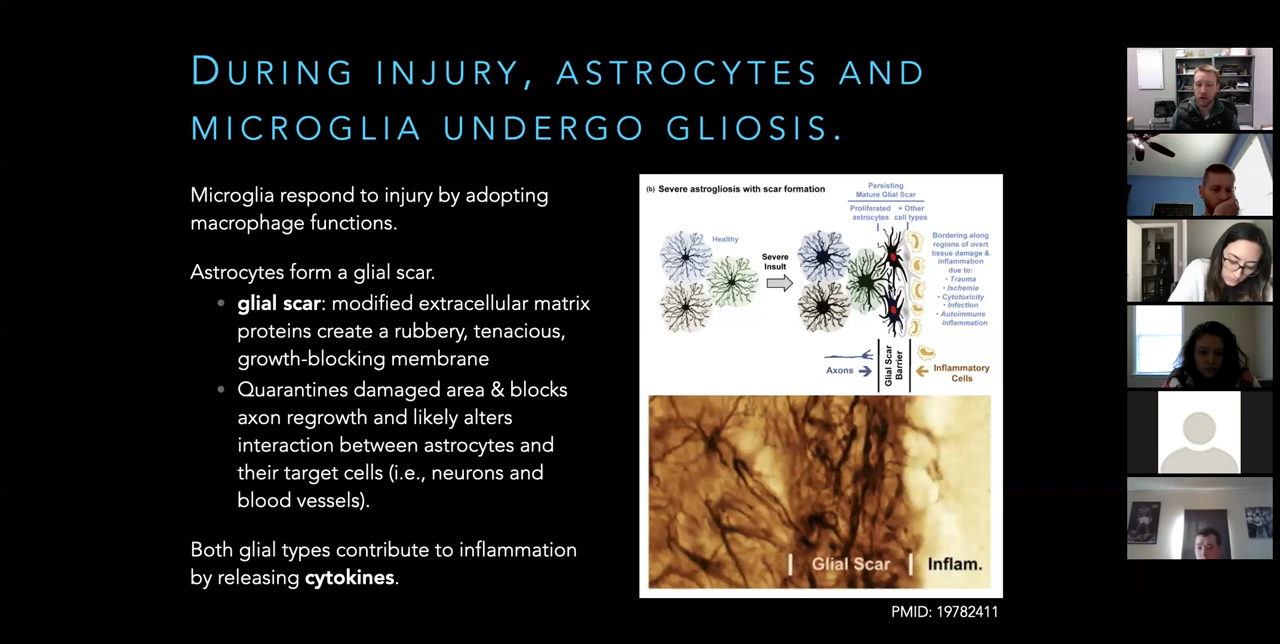 DURING INJURY, ASTROCYTES AND
MICROGLIA UNDERGO GLIOSIS.
Microglia respond to injury by adopting
macrophage functions.
Astrocytes form a glial scar.
• glial scar: modified extracellular matrix
proteins create a rubbery, tenacious,
growth-blocking membrane
• Quarantines damaged area & blocks
axon regrowth and likely alters
interaction between astrocytes and
their target cells (i.e., neurons and
blood vessels).
Both glial types contribute to inflammation
by releasing cytokines.
(b) Severe astrogliosis with scar formation
Persisting
Mature Glial Scar
Proliferated
astrocytes
+ Other
cell types
Healthy
Severe
Insult
Bordering along
regions of overt
tissue damage &
inflammation
due to:
• Trauma
• Ischemia
• Cytotoxicity
• Infection
• Autoimmune
inflammation
Axons
Glial Scar
Barrier
Inflammatory
Cells
Glial Scar
Inflam.
PMID: 19782411